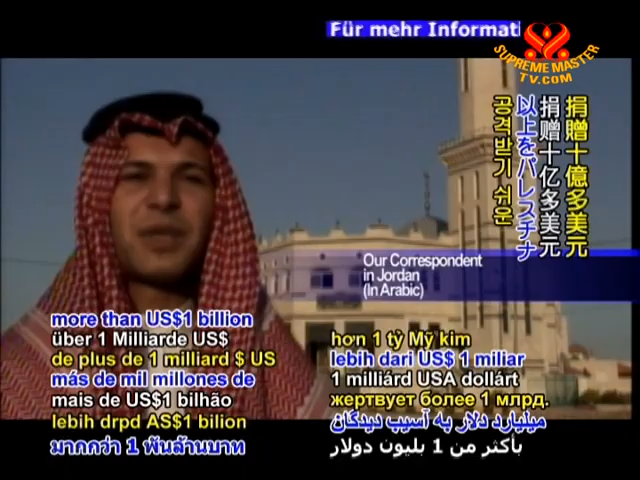 Für mehr Informati
SUPREME MASTER
TV.COM
捐贈十億多美元
捐赠十亿多美元
以上をパレスチナ
공격받기 쉬운
Our Correspondent
in Jordan
(In Arabic)
more than US$1 billion
über 1 Milliarde US$
de plus de 1 milliard $ US
más de mil millones de
mais de US$1 bilhão
lebih drpd AS$1 bilion
มากกว่า 1 พันล้านบาท
hơn 1 tỷ Mỹ kim
lebih dari US$ 1 miliar
1 milliárd USA dollárt
жертвует более 1 млрд.
میلیارد دلار به آسیب دیدگان
بأكثر من 1 بليون دولار